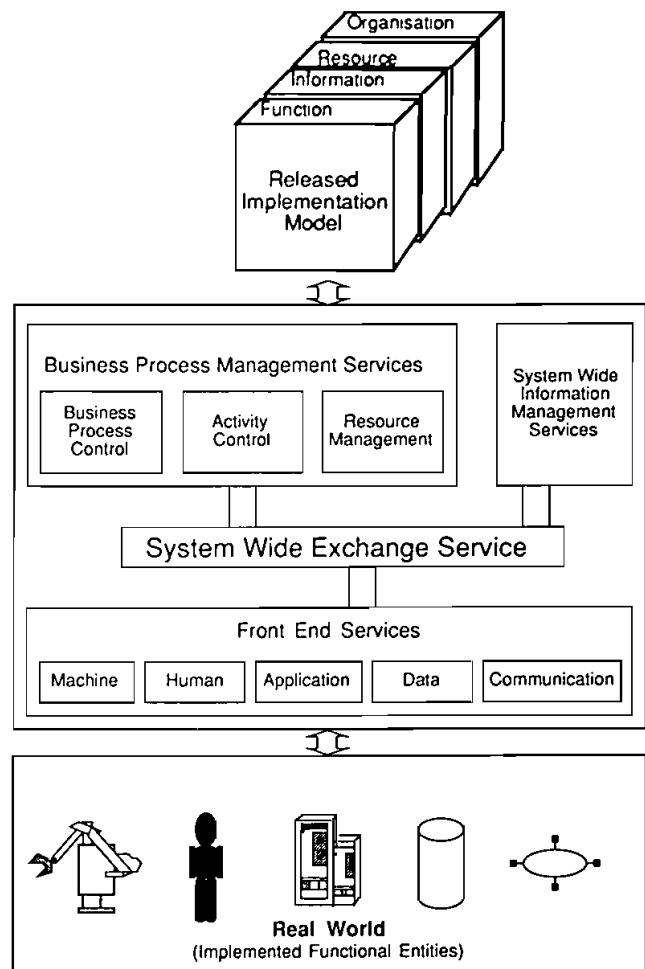 Organisation
Resource
Information
Function
Released
Implementation
Model
Business Process Management Services
Business
Process
Control
Activity
Control
Resource
Management
System Wide
Information
Management
Services
System Wide Exchange Service
Front End Services
Machine
Human
Application
Data
Communication
Real World
(Implemented Functional Entities)